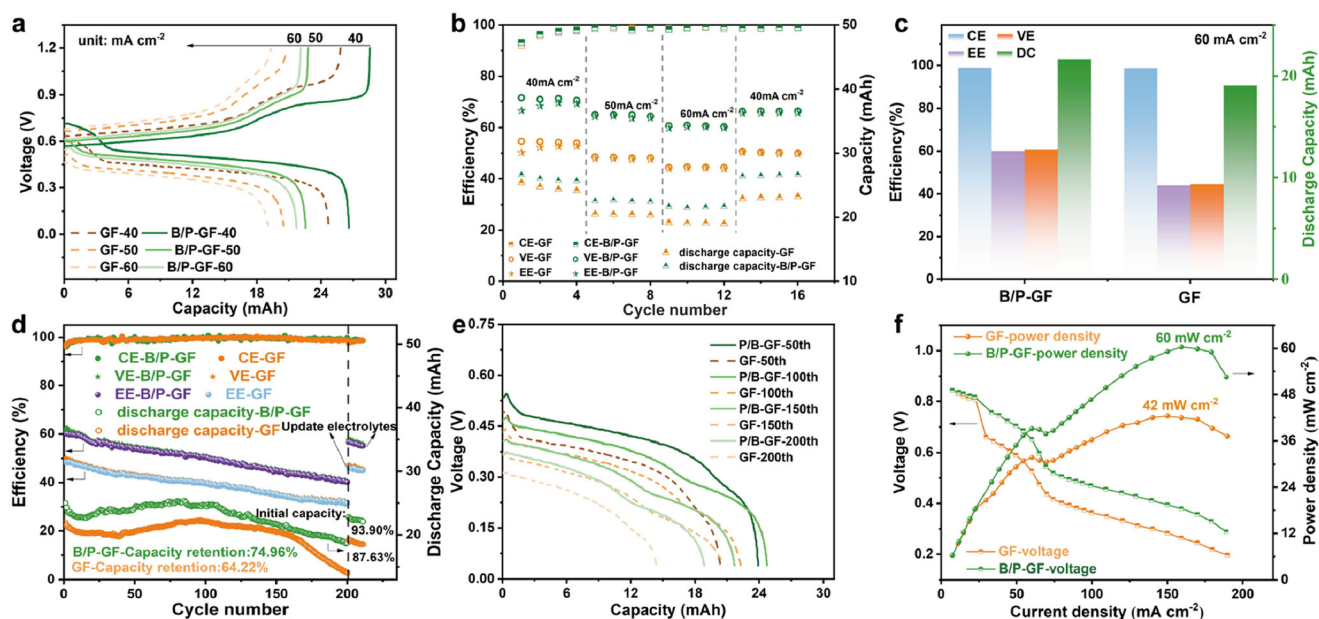 a
unit: mA cm-2
60 50 40
1.2
0.9
0.6
0.3
0.0
Voltage (V)
GF-40 B/P-GF-40
GF-50 B/P-GF-50
GF-60 B/P-GF-60
0 6 12 18 24 30 36
Capacity (mAh)
b
100
80
60
40
20
0
Efficiency (%)
50
40
30
20
10
Capacity (mAh)
40mA cm-2
50mA cm-2
60mA cm-2
40mA cm-2
CE-GF CE-B/P-GF
VE-GF VE-B/P-GF
EE-GF EE-B/P-GF
discharge capacity-GF
discharge capacity-B/P-GF
0 4 8 12 16
Cycle number
c
CE VE
EE DC
60 mA cm-2
100
80
60
40
20
0
Efficiency(%)
20
10
0
Discharge Capacity (mAh)
B/P-GF GF
d
100
80
60
40
20
0
Efficiency (%)
50
40
30
20
Discharge Capacity (mAh)
CE-B/P-GF CE-GF
VE-B/P-GF VE-GF
EE-B/P-GF EE-GF
discharge capacity-B/P-GF
discharge capacity-GF
Update electrolytes
Initial capacity:
93.90%
87.63%
B/P-GF-Capacity retention:74.96%
GF-Capacity retention:64.22%
0 50 100 150 200
Cycle number
e
0.75
0.60
0.45
0.30
0.15
0.00
Voltage (V)
P/B-GF-50th
GF-50th
P/B-GF-100th
GF-100th
P/B-GF-150th
GF-150th
P/B-GF-200th
GF-200th
0 6 12 18 24 30
Capacity (mAh)
f
GF-power density
B/P-GF-power density
60 mW cm-2
42 mW cm-2
1.0
0.8
0.6
0.4
0.2
Voltage (V)
60
48
36
24
12
0
Power density (mW cm-2)
GF-voltage
B/P-GF-voltage
0 50 100 150 200
Current density (mA cm-2)